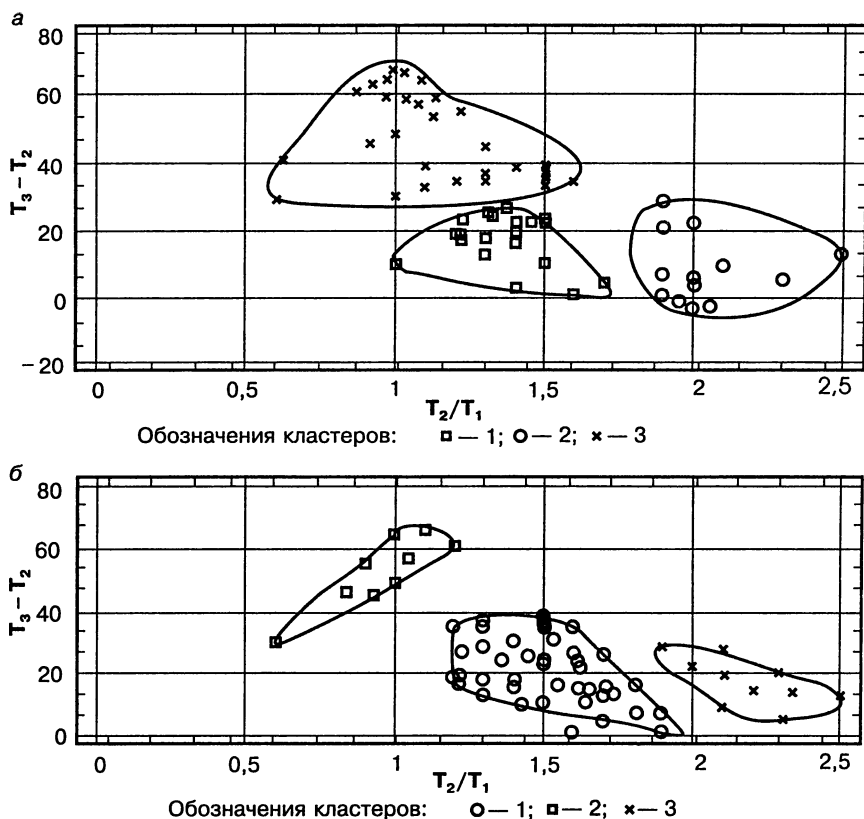 а
80
60
40
20
0
−20
T₃ − T₂
0 0,5 1 1,5 2 2,5
T₂/T₁
Обозначения кластеров: □ — 1; ○ — 2; × — 3
б
80
60
40
20
0
T₃ − T₂
0 0,5 1 1,5 2 2,5
T₂/T₁
Обозначения кластеров: ○ — 1; □ — 2; × — 3